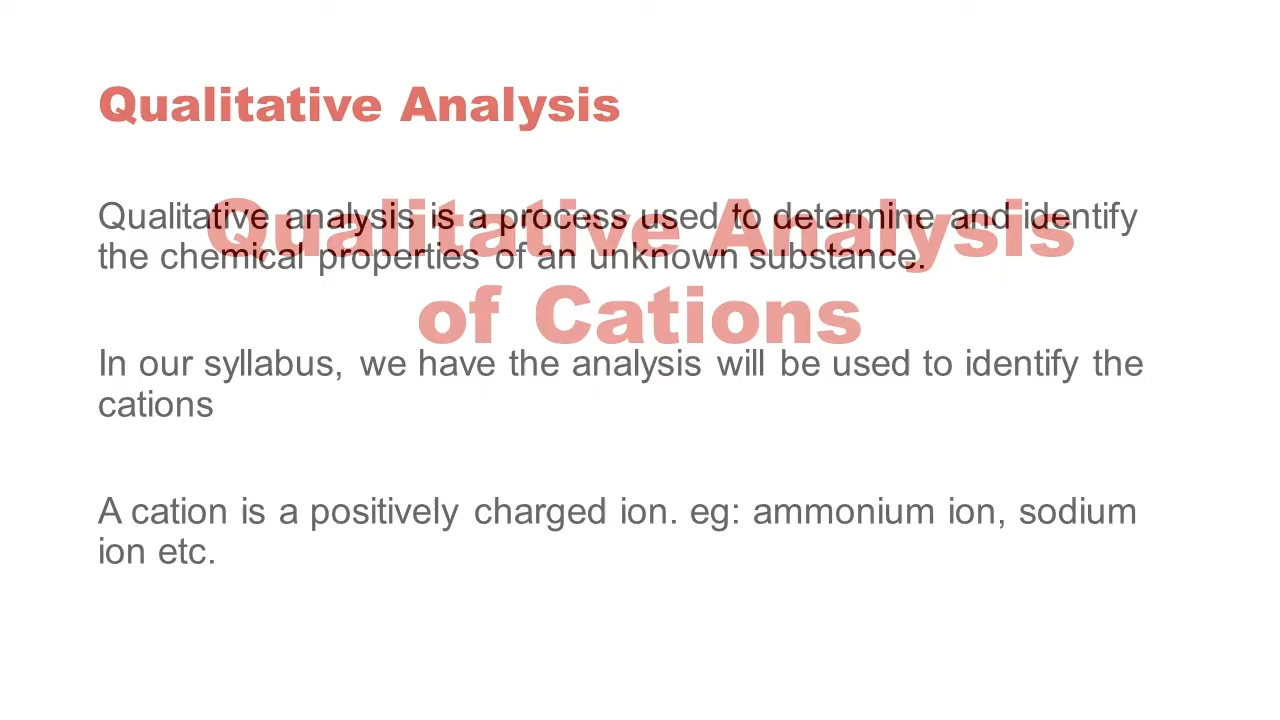 Qualitative Analysis
Qualitative Analysis
of Cations
Qualitative analysis is a process used to determine and identify
the chemical properties of an unknown substance.
In our syllabus, we have the analysis will be used to identify the
cations
A cation is a positively charged ion. eg: ammonium ion, sodium
ion etc.